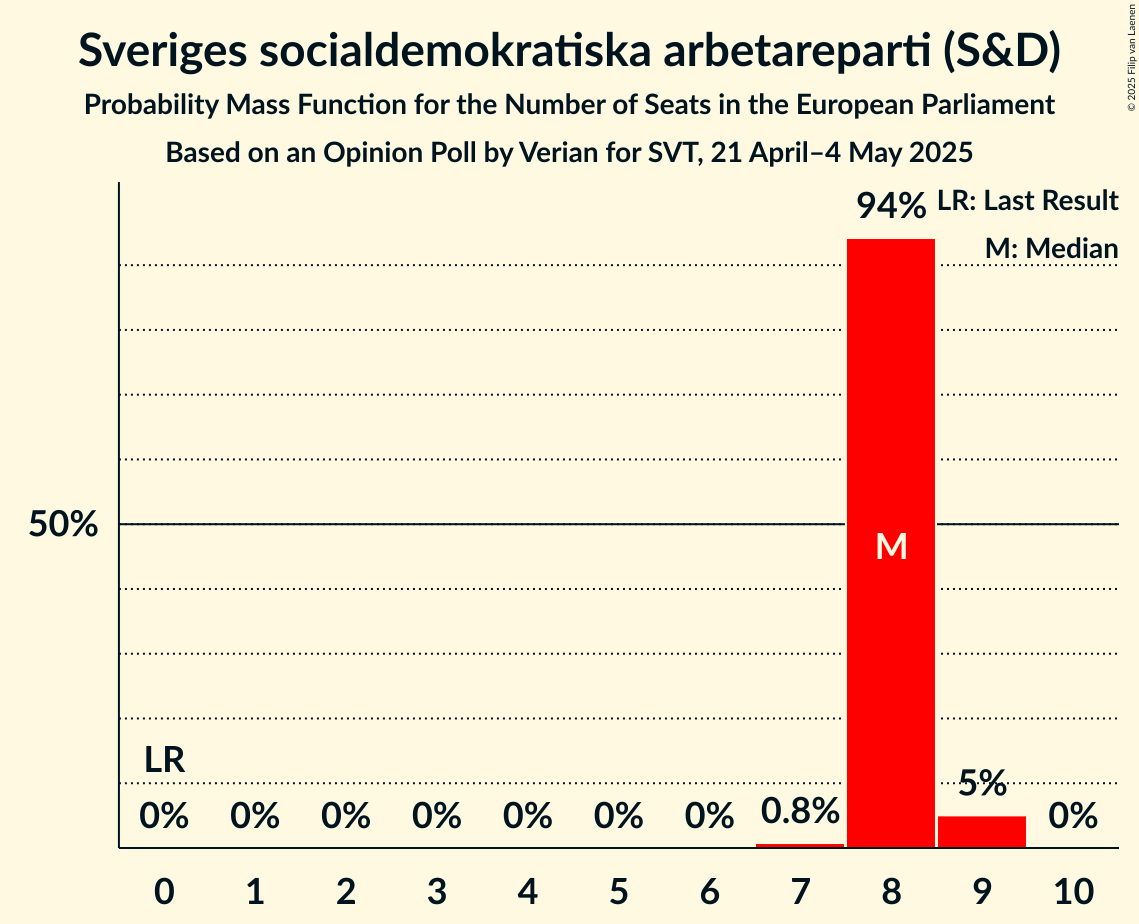 Sveriges socialdemokratiska arbetareparti (S&D)
Probability Mass Function for the Number of Seats in the European Parliament
Based on an Opinion Poll by Verian for SVT, 21 April–4 May 2025
© 2025 Filip van Laenen
94%
LR: Last Result
M: Median
50%
M
LR
0%
0%
0%
0%
0%
0%
0%
0.8%
5%
0%
0
1
2
3
4
5
6
7
8
9
10